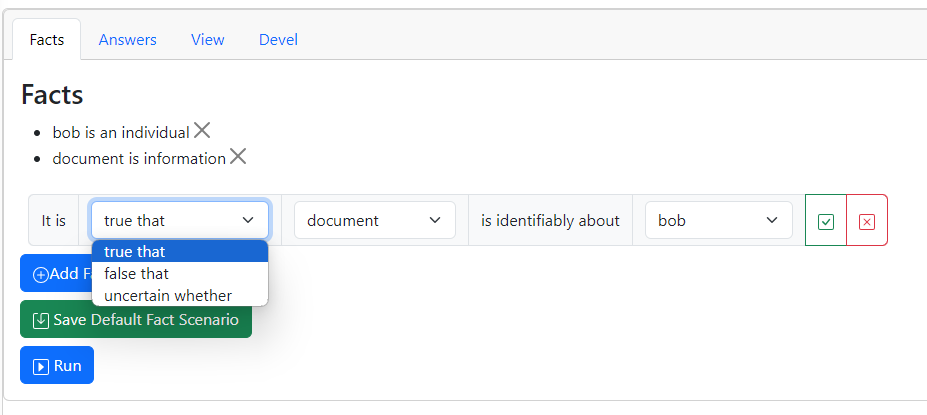 Facts Answers View Devel
Facts
bob is an individual
document is information
It is true that document is identifiably about bob
true that
Add F
false that
uncertain whether
Save Default Fact Scenario
Run